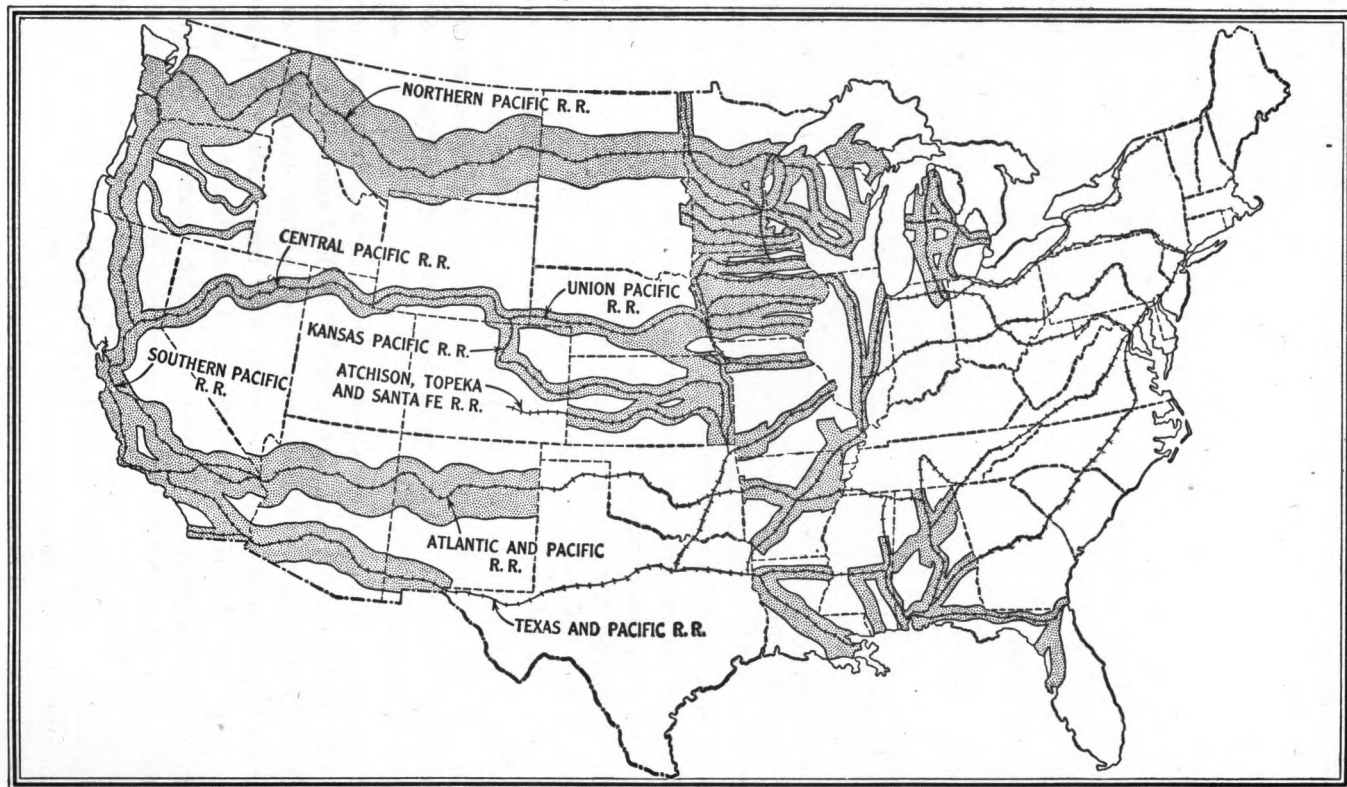 NORTHERN PACIFIC R. R.
CENTRAL PACIFIC R. R.
UNION PACIFIC
R. R.
KANSAS PACIFIC R. R.
ATCHISON, TOPEKA
AND SANTA FE R. R.
SOUTHERN PACIFIC
R. R.
ATLANTIC AND PACIFIC
R. R.
TEXAS AND PACIFIC R. R.